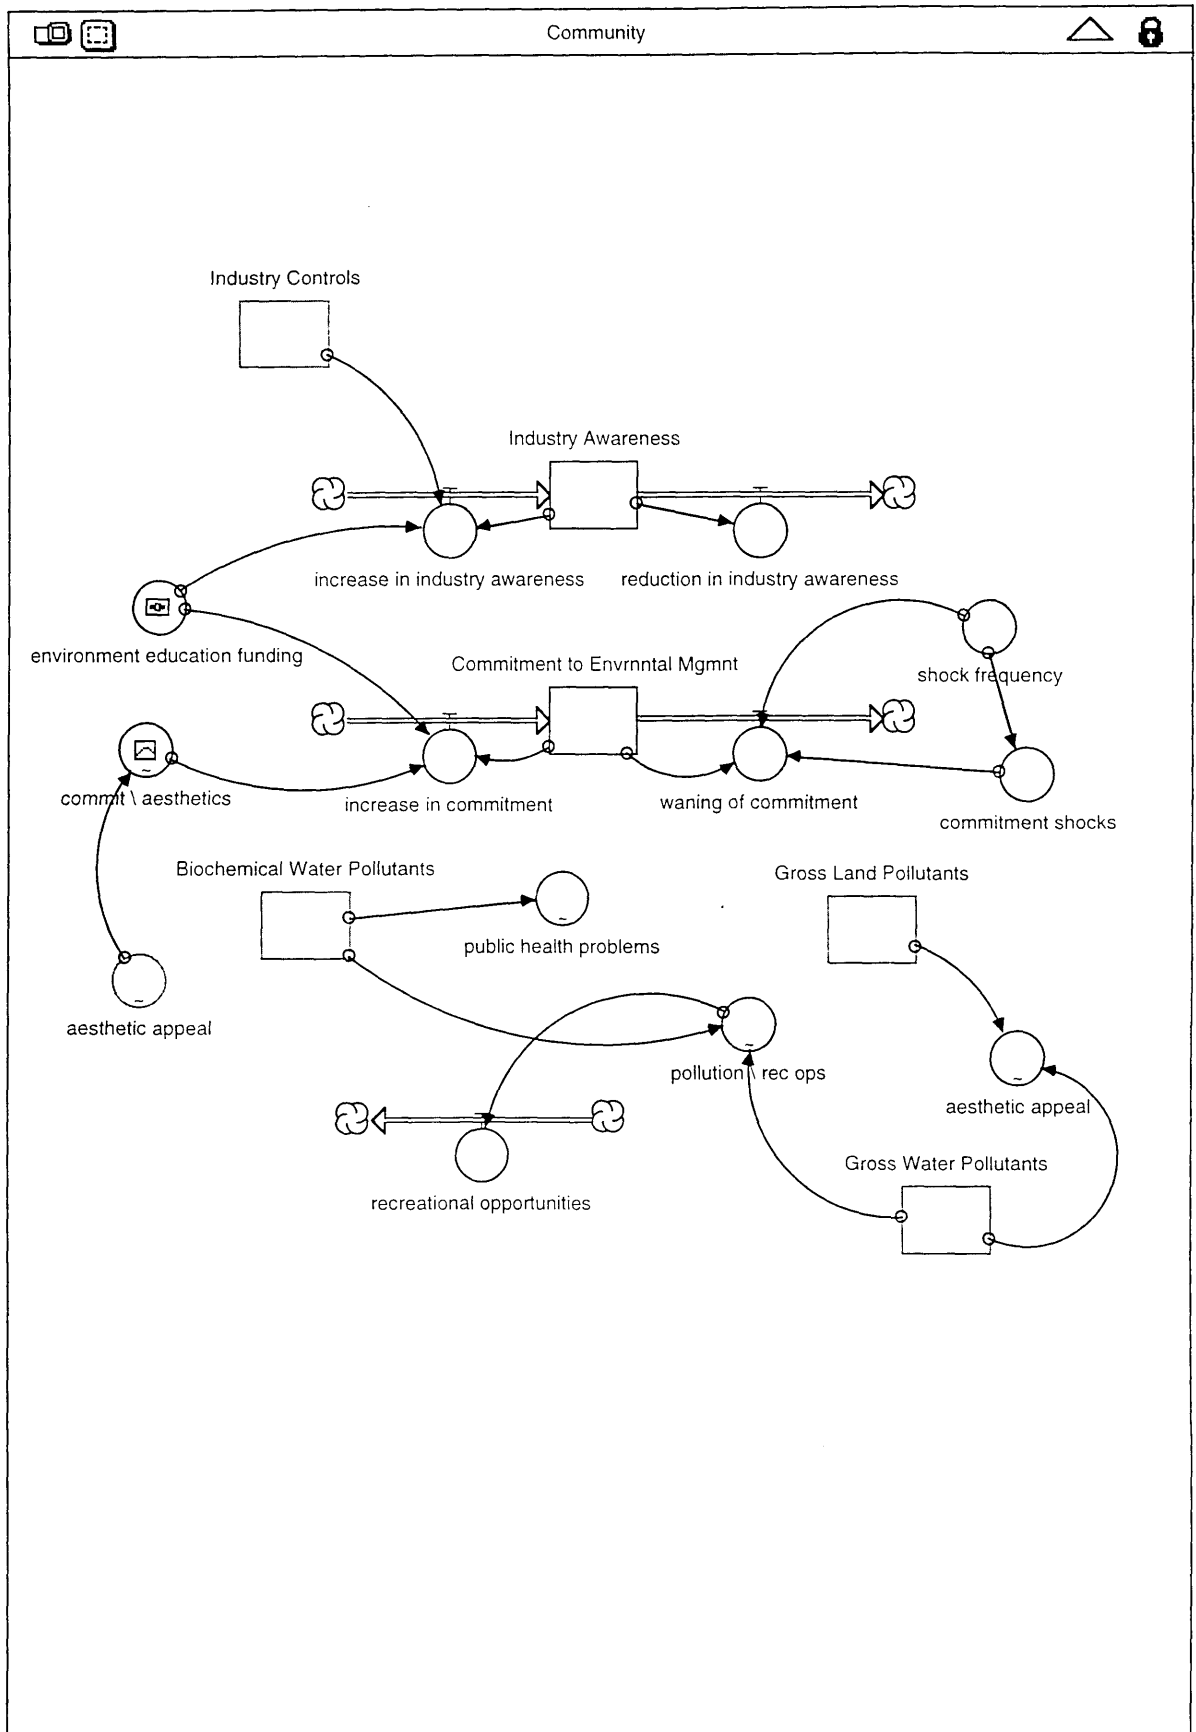 Community
Industry Controls
Industry Awareness
increase in industry awareness
reduction in industry awareness
environment education funding
Commitment to Envrnntal Mgmnt
shock frequency
commit \ aesthetics
increase in commitment
waning of commitment
commitment shocks
Biochemical Water Pollutants
Gross Land Pollutants
public health problems
aesthetic appeal
pollution \ rec ops
aesthetic appeal
Gross Water Pollutants
recreational opportunities